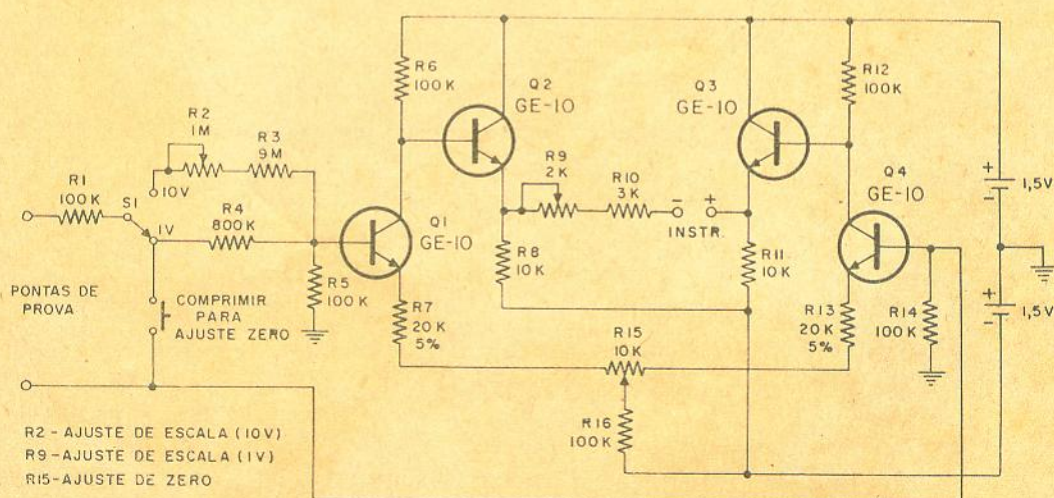 R1
100K
S1
10V
R2
1M
R3
9M
1V
R4
800K
R5
100K
PONTAS DE
PROVA
COMPRIMIR
PARA
AJUSTE ZERO
R6
100K
Q1
GE-10
R7
20K
5%
Q2
GE-10
R8
10K
R9
2K
R10
3K
- +
INSTR.
Q3
GE-10
R11
10K
R12
100K
Q4
GE-10
R13
20K
5%
R14
100K
R15
10K
R16
100K
+
1,5V
-
+
1,5V
-
R2-AJUSTE DE ESCALA (10V)
R9-AJUSTE DE ESCALA (1V)
R15-AJUSTE DE ZERO